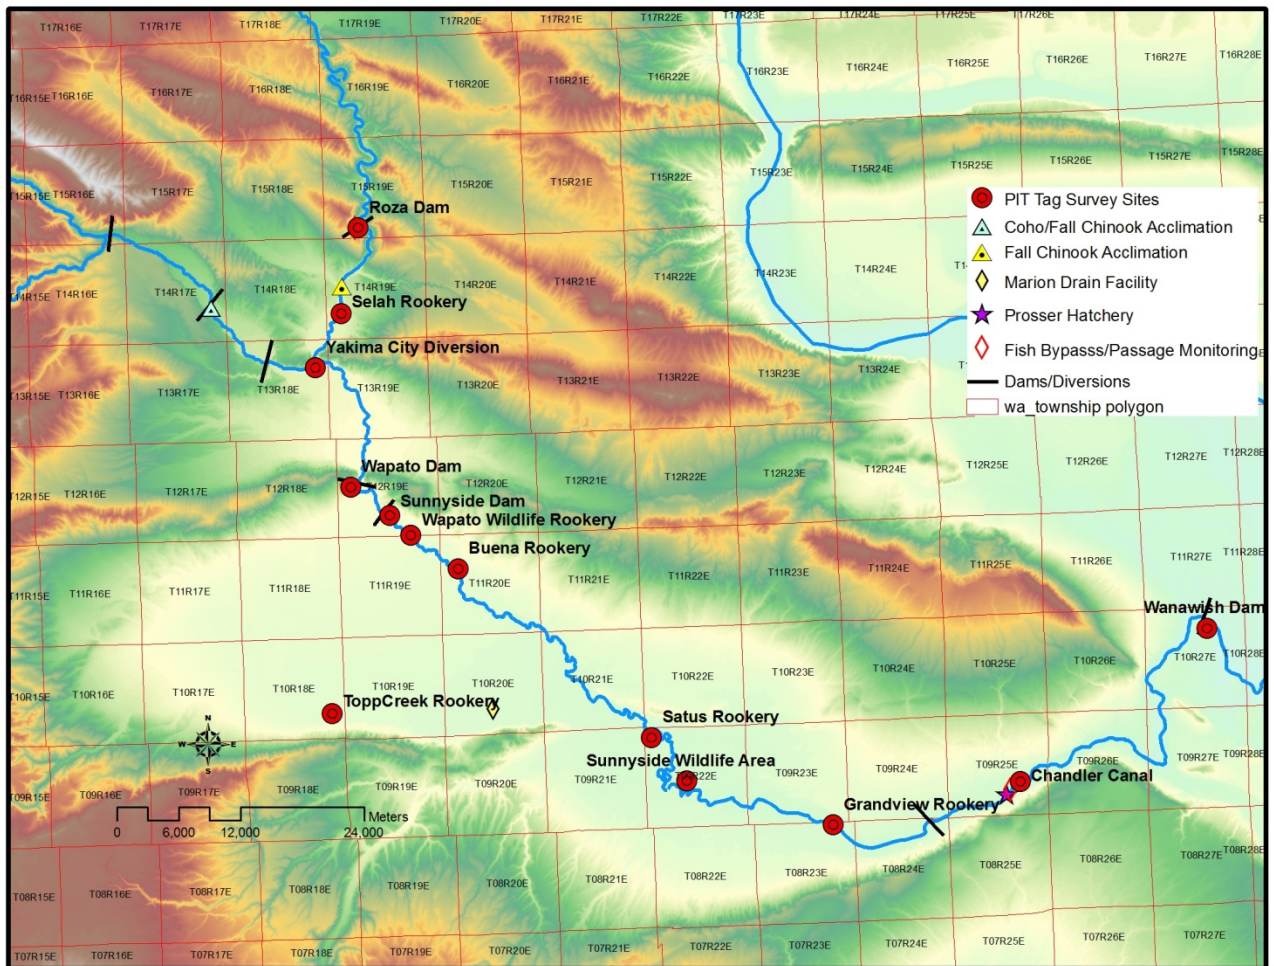 T17R16E T17R17E T17R18E T17R19E T17R20E T17R21E T17R22E T17R23E T17R24E T17R25E T17R26E
T16R15E T16R16E T16R17E T16R18E T16R19E T16R20E T16R21E T16R22E T16R23E T16R24E T16R25E T16R26E T16R27E T16R28E
T15R15E T15R16E T15R17E T15R18E T15R19E T15R20E T15R21E T15R22E T15R23E T15R24E T15R25E T15R26E T15R27E T15R28E
Roza Dam
PIT Tag Survey Sites
Coho/Fall Chinook Acclimation
Fall Chinook Acclimation
Marion Drain Facility
Prosser Hatchery
Fish Bypasss/Passage Monitoring
Dams/Diversions
wa_township polygon
T14R15E T14R16E T14R17E T14R18E T14R19E T14R20E T14R21E T14R22E T14R23E T14R24E
Selah Rookery
Yakima City Diversion
T13R15E T13R16E T13R17E T13R18E T13R19E T13R20E T13R21E T13R22E T13R23E T13R24E
Wapato Dam
T12R15E T12R16E T12R17E T12R18E T12R19E T12R20E T12R21E T12R22E T12R23E T12R24E T12R25E T12R26E T12R27E T12R28E
Sunnyside Dam
Wapato Wildlife Rookery
Buena Rookery
T11R15E T11R16E T11R17E T11R18E T11R19E T11R20E T11R21E T11R22E T11R23E T11R24E T11R25E T11R26E T11R27E T11R28E
Wanawish Dam
T10R15E T10R16E T10R17E T10R18E T10R19E T10R20E T10R21E T10R22E T10R23E T10R24E T10R25E T10R26E T10R27E T10R28E
ToppCreek Rookery
Satus Rookery
Sunnyside Wildlife Area
N
W E
S
T09R15E T09R16E T09R17E T09R18E T09R19E T09R20E T09R21E T09R23E T09R24E T09R25E T09R26E T09R27E T09R28E
Chandler Canal
Grandview Rookery
Meters
0 6,000 12,000 24,000
T08R15E T08R16E T08R17E T08R18E T08R19E T08R20E T08R21E T08R22E T08R23E T08R24E T08R25E T08R26E T08R27E T08R28E
T07R15E T07R16E T07R17E T07R18E T07R19E T07R20E T07R21E T07R22E T07R23E T07R24E T07R25E T07R26E T07R27E